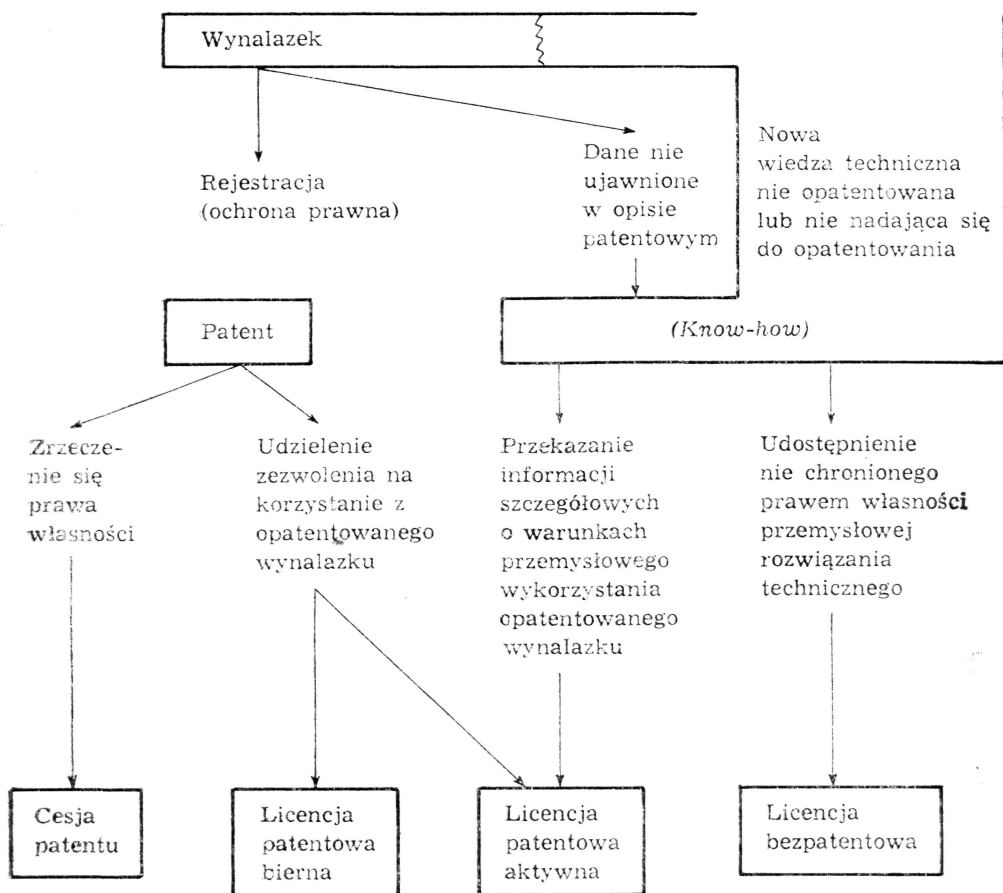 Wynalazek
Rejestracja
(ochrona prawna)
Dane nie
ujawnione
w opisie
patentowym
Nowa
wiedza techniczna
nie opatentowana
lub nie nadająca się
do opatentowania
Patent
(Know-how)
Zrzecze-
nie się
prawa
własności
Udzielenie
zezwolenia na
korzystanie z
opatentowanego
wynalazku
Przekazanie
informacji
szczegółowych
o warunkach
przemysłowego
wykorzystania
opatentowanego
wynalazku
Udostępnienie
nie chronionego
prawem własności
przemysłowej
rozwiązania
technicznego
Cesja
patentu
Licencja
patentowa
bierna
Licencja
patentowa
aktywna
Licencja
bezpatentowa